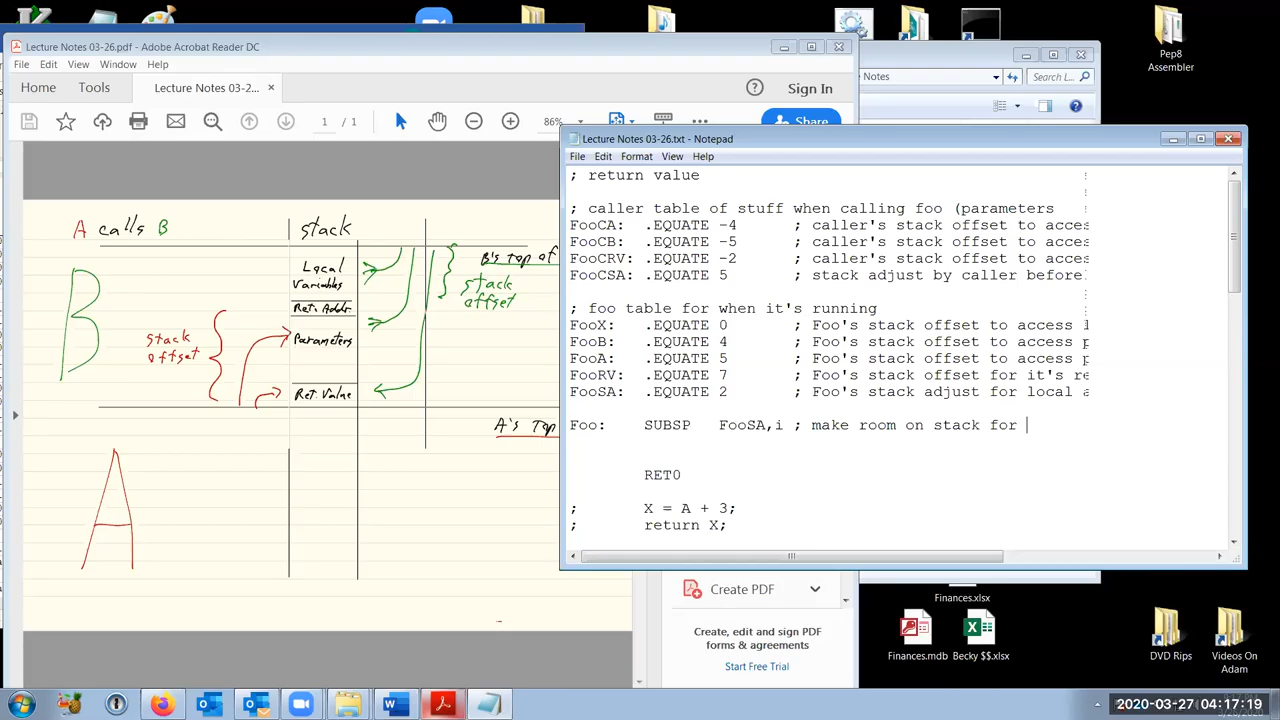 Pep8
Assembler
Lecture Notes 03-26.pdf - Adobe Acrobat Reader DC
File Edit View Window Help
Home Tools Lecture Notes 03-2... × Sign In
1 / 1 86% Share
Notes Search L...
A calls B
stack
B's top of
Local
Variables
stack
offset
Ret. Addr
B
stack
offset
Parameters
Ret. Value
A's Top
A
Lecture Notes 03-26.txt - Notepad
File Edit Format View Help
; return value
; caller table of stuff when calling foo (parameters
FooCA: .EQUATE -4 ; caller's stack offset to acces
FooCB: .EQUATE -5 ; caller's stack offset to acces
FooCRV: .EQUATE -2 ; caller's stack offset to acces
FooCSA: .EQUATE 5 ; stack adjust by caller before
; foo table for when it's running
FooX: .EQUATE 0 ; Foo's stack offset to access
FooB: .EQUATE 4 ; Foo's stack offset to access p
FooA: .EQUATE 5 ; Foo's stack offset to access p
FooRV: .EQUATE 7 ; Foo's stack offset for it's re
FooSA: .EQUATE 2 ; Foo's stack adjust for local a
Foo: SUBSP FooSA,i ; make room on stack for
RET0
; X = A + 3;
; return X;
Create PDF
Create, edit and sign PDF
forms & agreements
Start Free Trial
Finances.xlsx
Finances.mdb
Becky $$.xlsx
DVD Rips
Videos On
Adam
2020-03-27 04:17:19